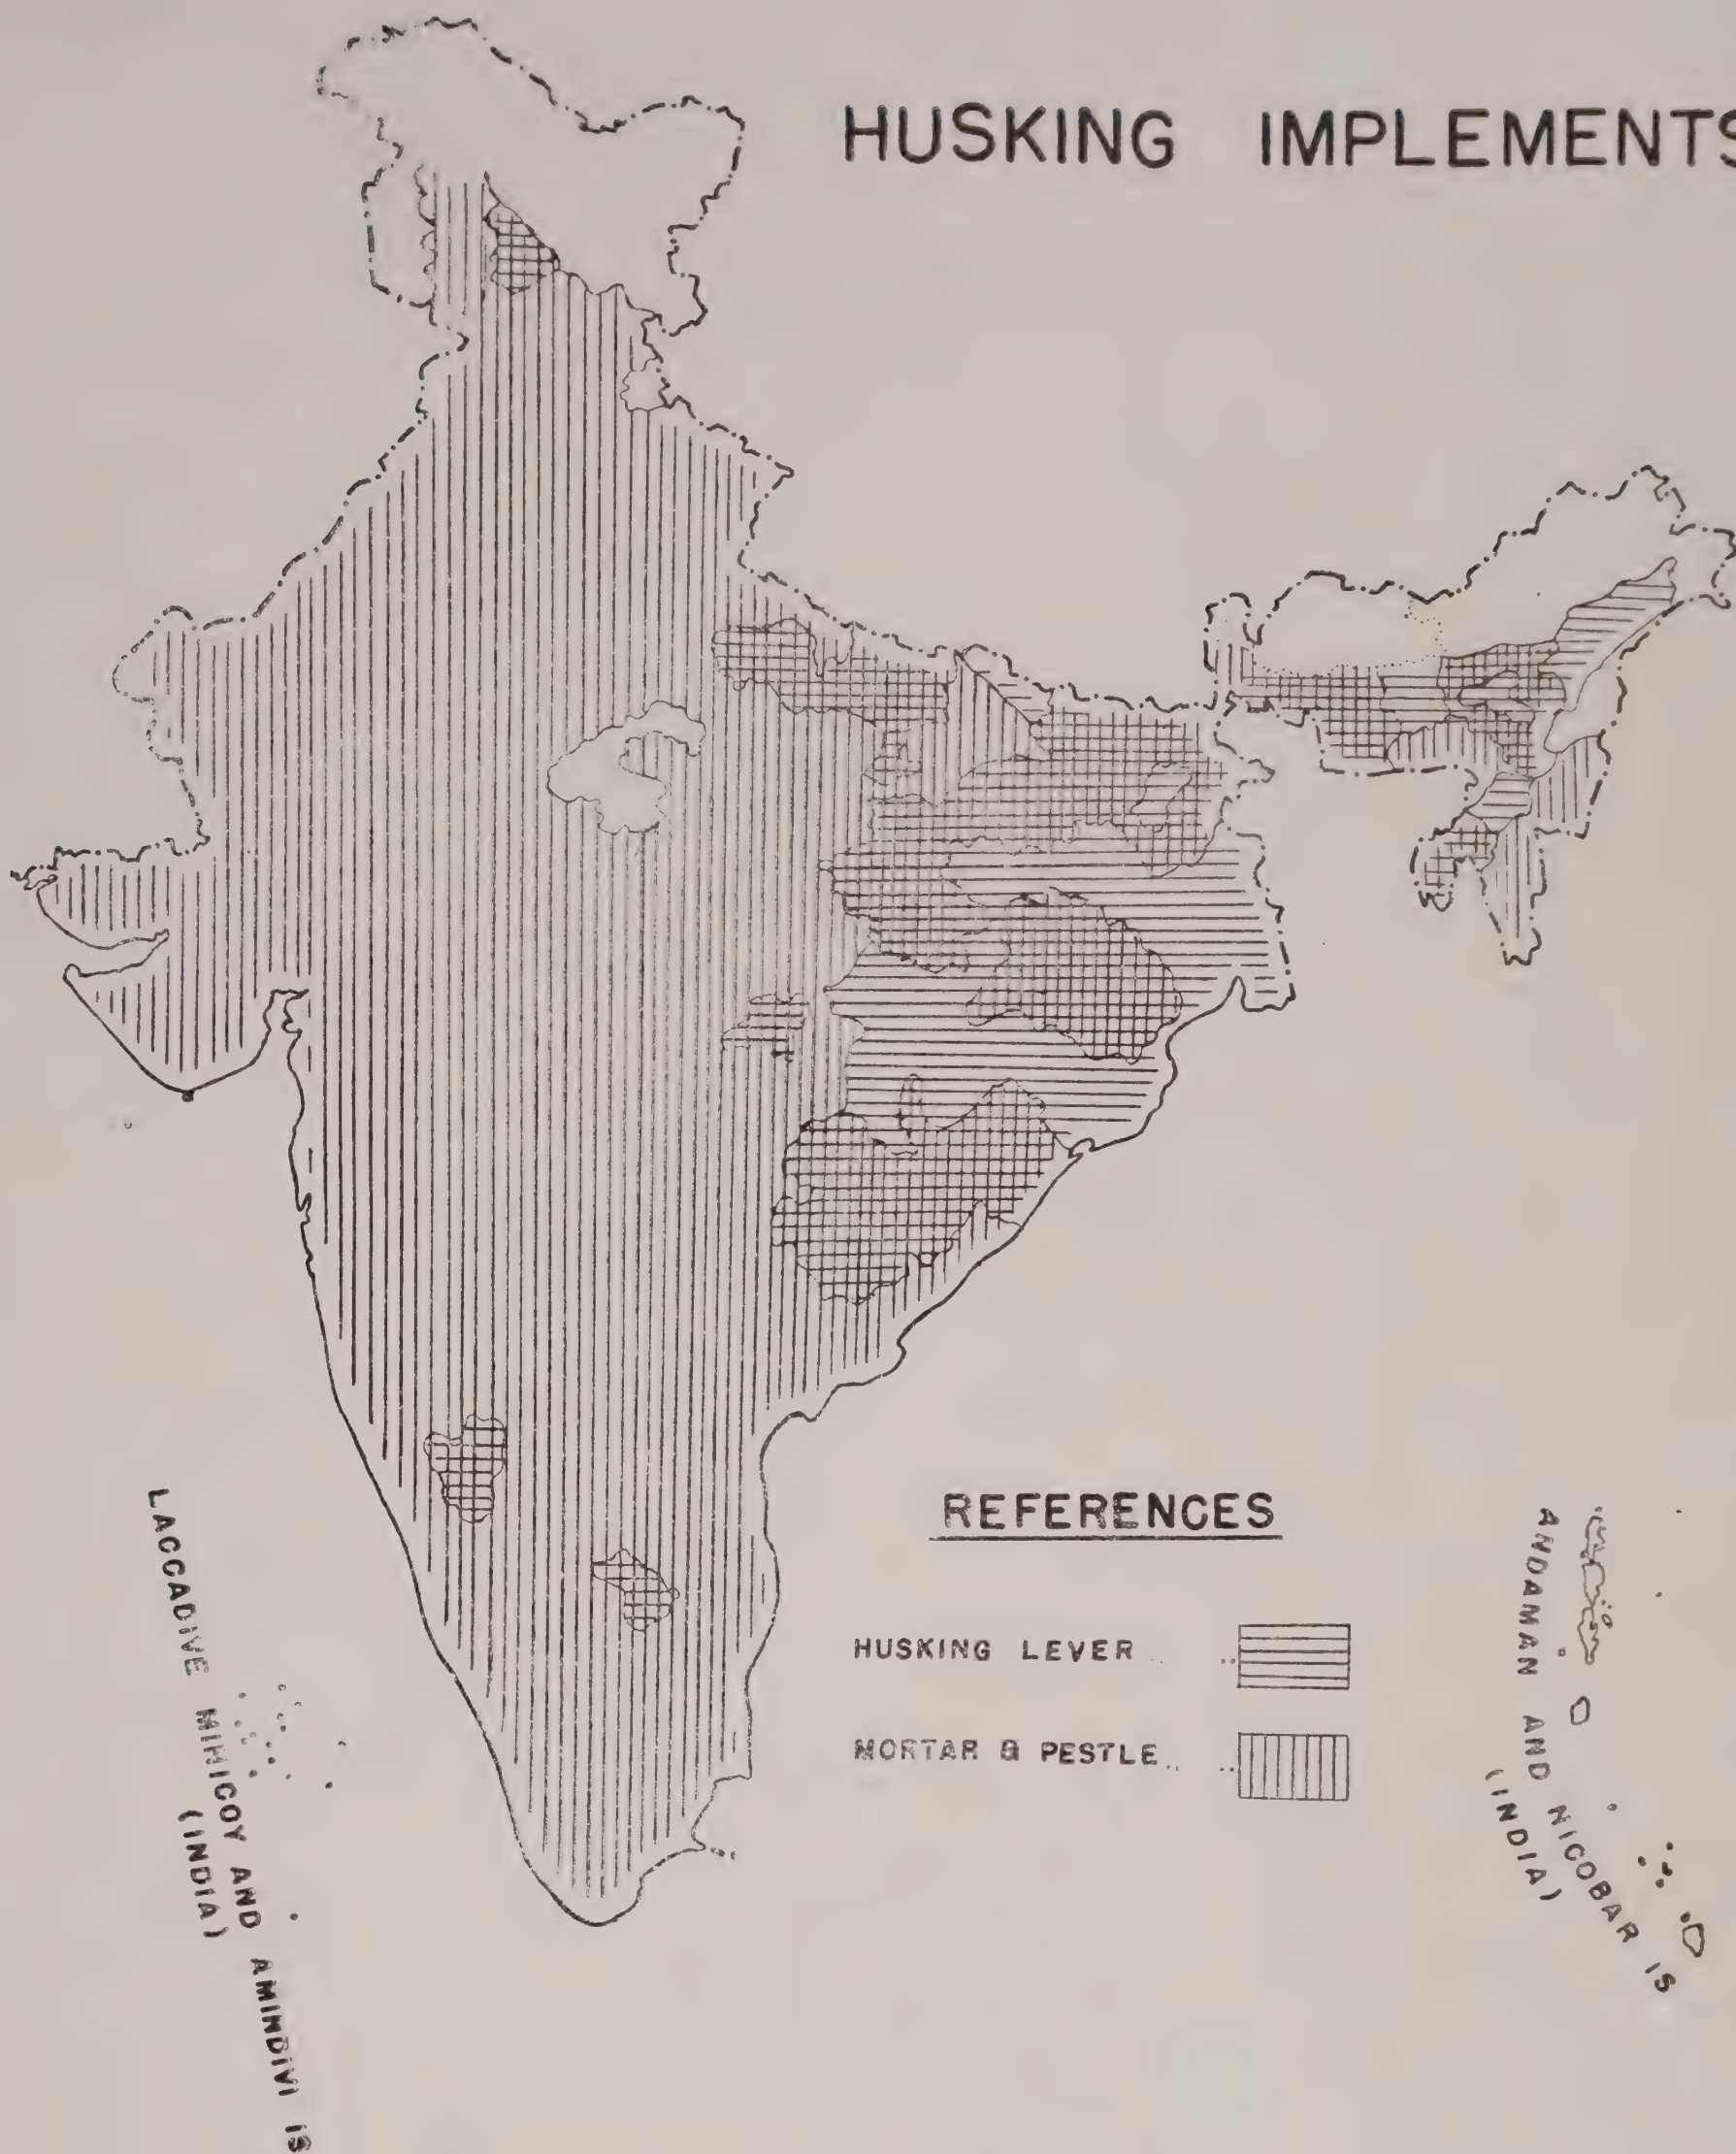 HUSKING IMPLEMENTS
REFERENCES
HUSKING LEVER ..
MORTAR & PESTLE .. ..
LACCADIVE MINICOY AND AMINDIVI IS
(INDIA)
ANDAMAN AND NICOBAR IS
(INDIA)